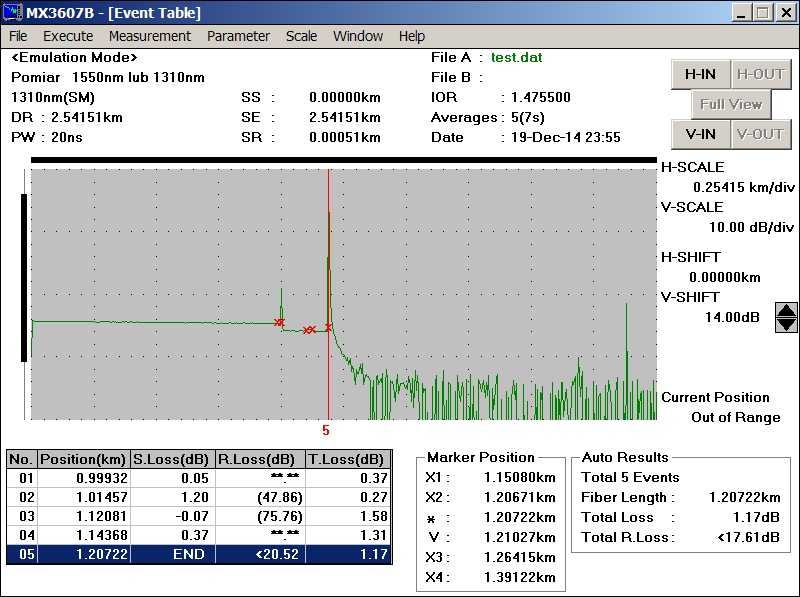 MX3607B - [Event Table]
File Execute Measurement Parameter Scale Window Help
<Emulation Mode> File A : test.dat
Pomiar 1550nm lub 1310nm File B :
1310nm(SM) SS : 0.00000km IOR : 1.475500
DR : 2.54151km SE : 2.54151km Averages : 5(7s)
PW : 20ns SR : 0.00051km Date : 19-Dec-14 23:55
H-IN H-OUT
Full View
V-IN V-OUT
H-SCALE
0.25415 km/div
V-SCALE
10.00 dB/div
H-SHIFT
0.00000km
V-SHIFT
14.00dB
Current Position
Out of Range
5
No. Position(km) S.Loss(dB) R.Loss(dB) T.Loss(dB)
01 0.99932 0.05 **.** 0.37
02 1.01457 1.20 (47.86) 0.27
03 1.12081 -0.07 (75.76) 1.58
04 1.14368 0.37 **.** 1.31
05 1.20722 END <20.52 1.17
Marker Position
X1 : 1.15080km
X2 : 1.20671km
* : 1.20722km
V : 1.21027km
X3 : 1.26415km
X4 : 1.39122km
Auto Results
Total 5 Events
Fiber Length : 1.20722km
Total Loss : 1.17dB
Total R.Loss : <17.61dB